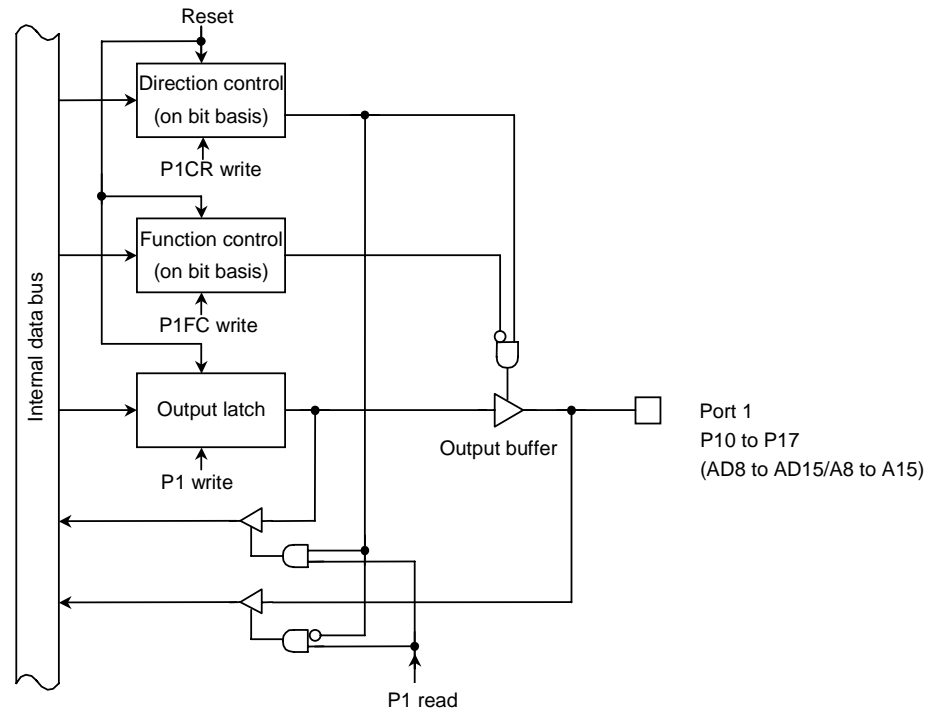 Reset
Direction control
(on bit basis)
P1CR write
Function control
(on bit basis)
P1FC write
Internal data bus
Output latch
P1 write
Output buffer
Port 1
P10 to P17
(AD8 to AD15/A8 to A15)
P1 read